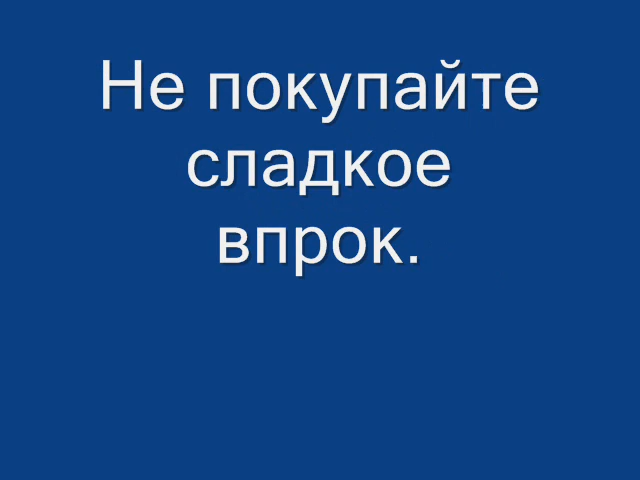 Не покупайте
сладкое
впрок.